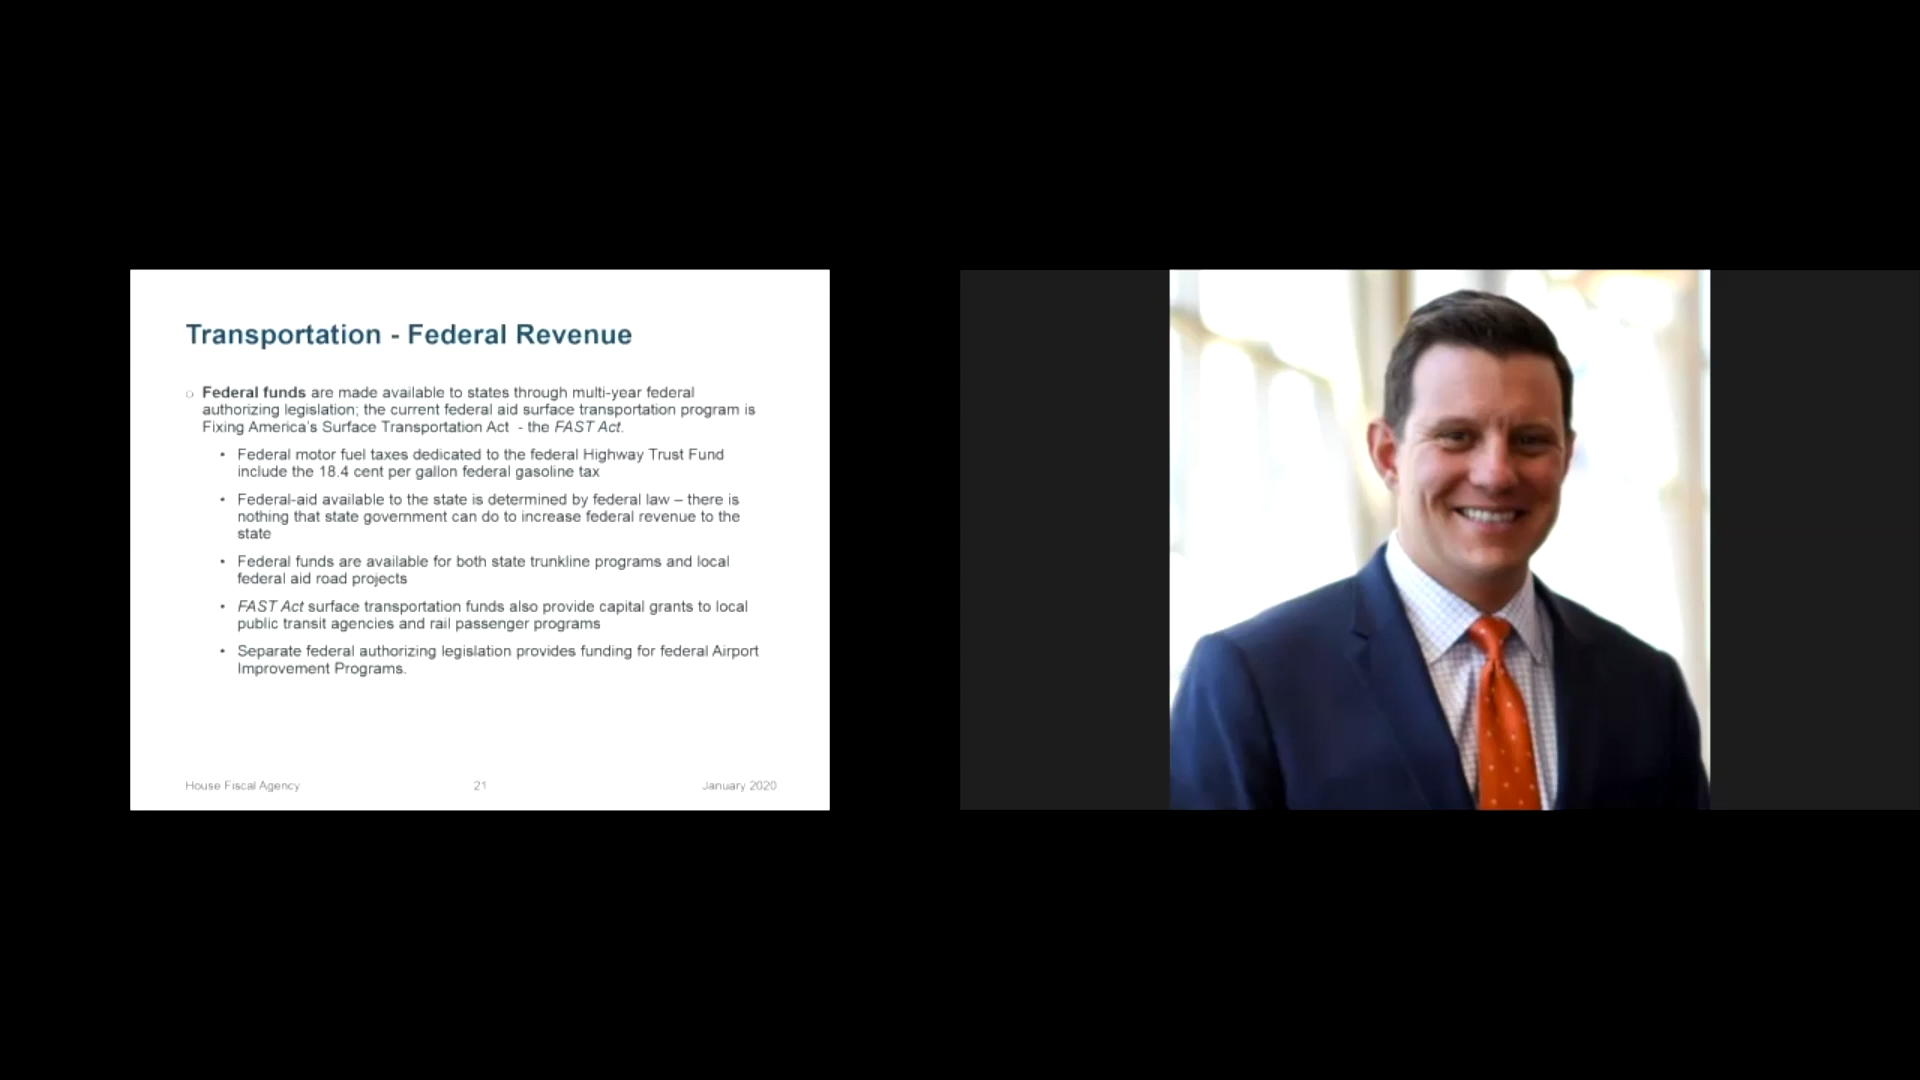 Transportation - Federal Revenue
○ Federal funds are made available to states through multi-year federal
authorizing legislation; the current federal aid surface transportation program is
Fixing America's Surface Transportation Act - the FAST Act.
• Federal motor fuel taxes dedicated to the federal Highway Trust Fund
include the 18.4 cent per gallon federal gasoline tax
• Federal-aid available to the state is determined by federal law – there is
nothing that state government can do to increase federal revenue to the
state
• Federal funds are available for both state trunkline programs and local
federal aid road projects
• FAST Act surface transportation funds also provide capital grants to local
public transit agencies and rail passenger programs
• Separate federal authorizing legislation provides funding for federal Airport
Improvement Programs.
House Fiscal Agency 21 January 2020